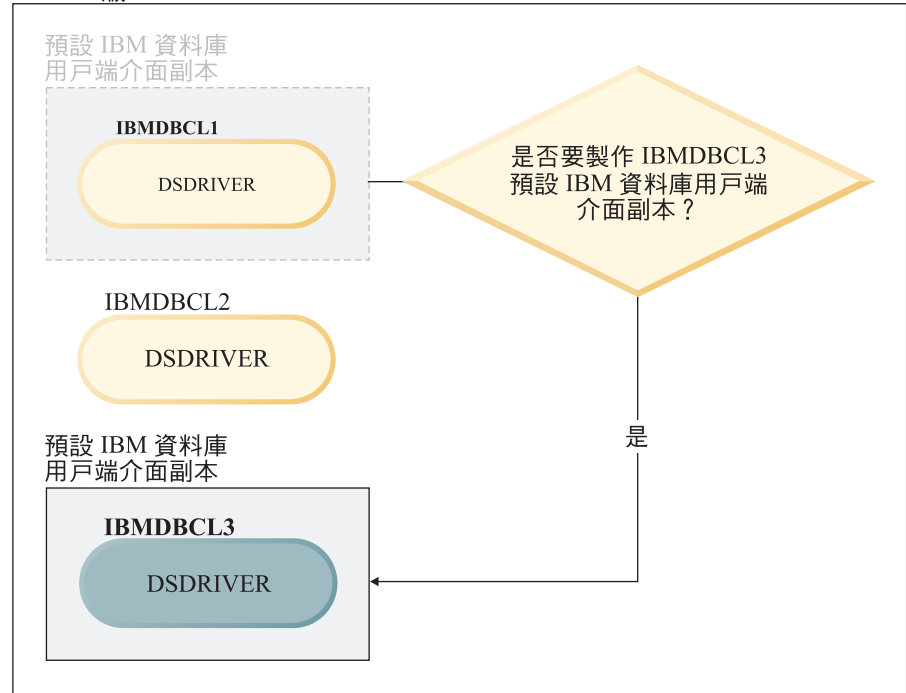 預設 IBM 資料庫
用戶端介面副本
IBMDBCL1
DSDRIVER
是否要製作 IBMDBCL3
預設 IBM 資料庫用戶端
介面副本？
IBMDBCL2
DSDRIVER
是
預設 IBM 資料庫
用戶端介面副本
IBMDBCL3
DSDRIVER